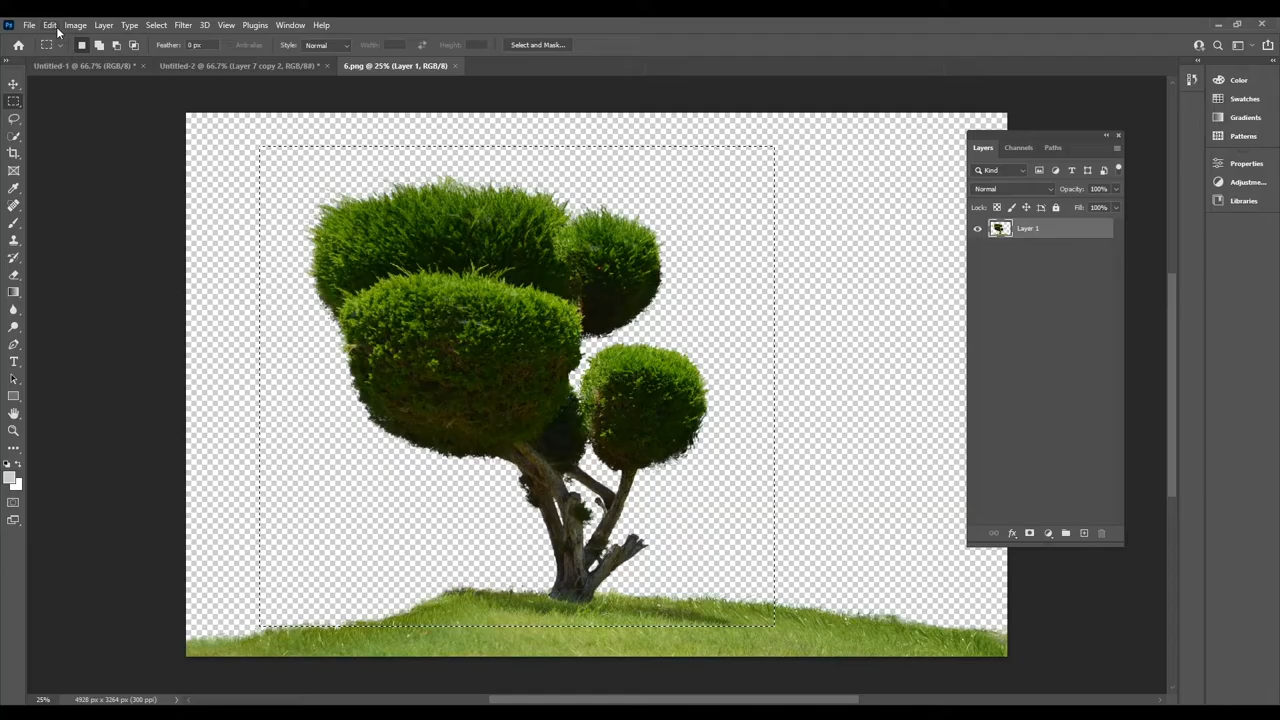 Ps File Edit Image Layer Type Select Filter 3D View Plugins Window Help
Feather: 0 px Anti-alias Style: Normal Width: Height: Select and Mask...
Untitled-1 @ 66.7% (RGB/8) * Untitled-2 @ 66.7% (Layer 7 copy 2, RGB/8#) * 6.png @ 25% (Layer 1, RGB/8)
Color
Swatches
Gradients
Patterns
Properties
Adjustme...
Libraries
Layers Channels Paths
Kind
Normal Opacity: 100%
Lock: Fill: 100%
Layer 1
fx
25% 4928 px x 3264 px (300 ppi)